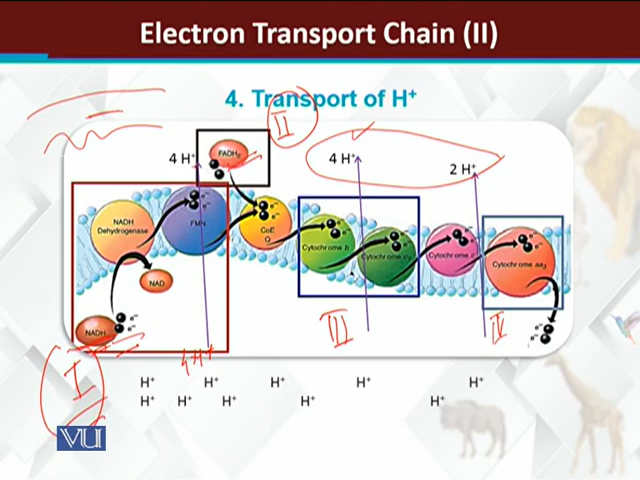 Electron Transport Chain (II)
4. Transport of H⁺
II
4 H⁺
FADH₂
4 H⁺
2 H⁺
NADH
Dehydrogenase
FMN
e⁻
e⁻
e⁻
e⁻
CoE
Q
Cytochrome b
e⁻
e⁻
Cytochrome c₁
e⁻
e⁻
Cytochrome c
e⁻
e⁻
Cytochrome aa₃
e⁻
e⁻
NAD
NADH
e⁻
e⁻
e⁻
e⁻
III
IV
I
4H⁺
H⁺ H⁺ H⁺ H⁺ H⁺
H⁺ H⁺ H⁺ H⁺ H⁺
VU